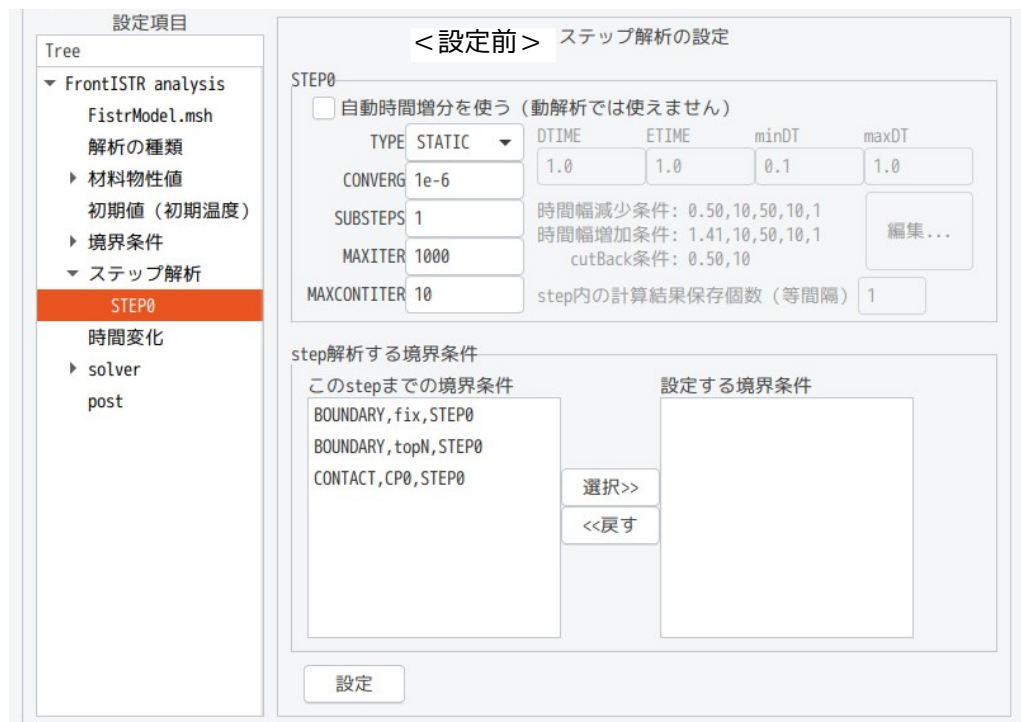 設定項目
Tree
FrontISTR analysis
FistrModel.msh
解析の種類
材料物性値
初期値（初期温度）
境界条件
ステップ解析
STEP0
時間変化
solver
post
＜設定前＞ ステップ解析の設定
STEP0
自動時間増分を使う（動解析では使えません）
TYPE STATIC
CONVERG 1e-6
SUBSTEPS 1
MAXITER 1000
MAXCONTITER 10
DTIME ETIME minDT maxDT
1.0 1.0 0.1 1.0
時間幅減少条件: 0.50,10,50,10,1
時間幅増加条件: 1.41,10,50,10,1
cutBack条件: 0.50,10
編集...
step内の計算結果保存個数（等間隔） 1
step解析する境界条件
このstepまでの境界条件
BOUNDARY,fix,STEP0
BOUNDARY,topN,STEP0
CONTACT,CP0,STEP0
選択>>
<<戻す
設定する境界条件
設定